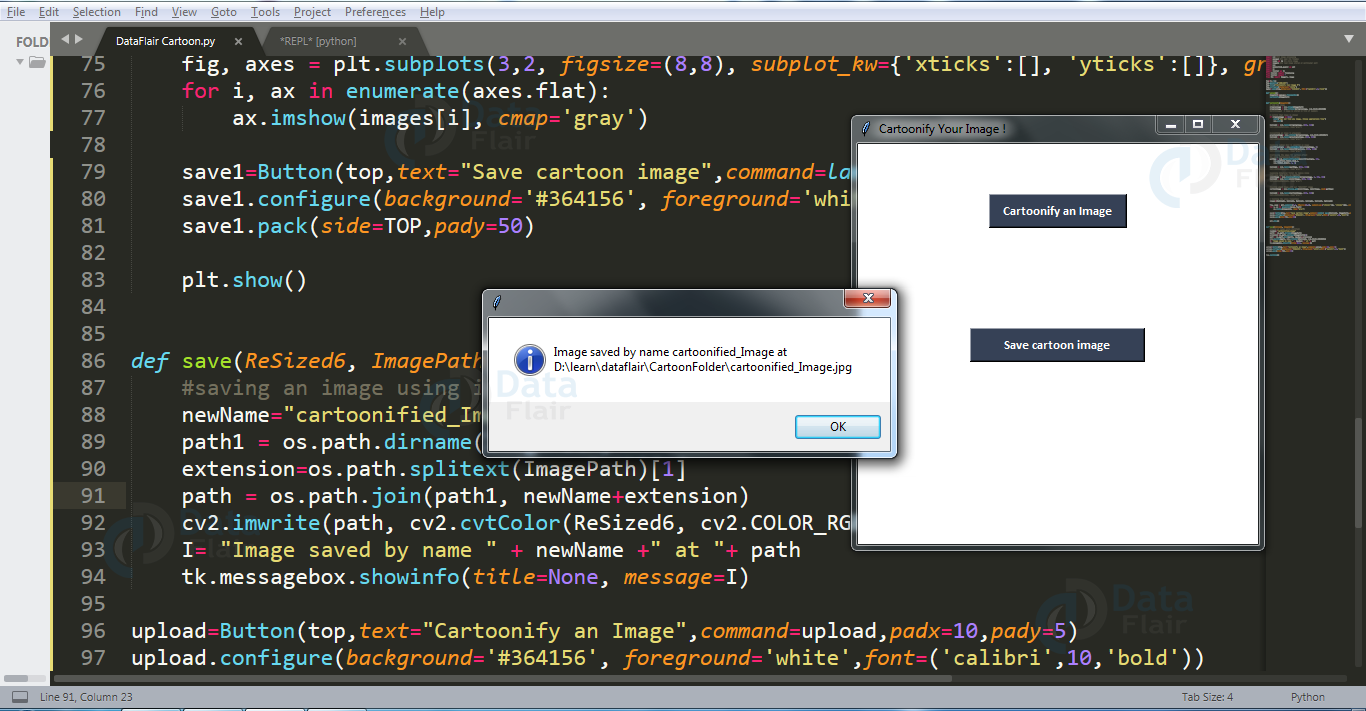 File Edit Selection Find View Goto Tools Project Preferences Help
FOLD
DataFlair Cartoon.py × *REPL* [python] ×
75 fig, axes = plt.subplots(3,2, figsize=(8,8), subplot_kw={'xticks':[], 'yticks':[]}, gr
76 for i, ax in enumerate(axes.flat):
77 ax.imshow(images[i], cmap='gray')
78
79 save1=Button(top,text="Save cartoon image",command=la
80 save1.configure(background='#364156', foreground='whi
81 save1.pack(side=TOP,pady=50)
82
83 plt.show()
84
85
86 def save(ReSized6, ImagePath
87 #saving an image using i
88 newName="cartoonified_Im
89 path1 = os.path.dirname(
90 extension=os.path.splitext(ImagePath)[1]
91 path = os.path.join(path1, newName+extension)
92 cv2.imwrite(path, cv2.cvtColor(ReSized6, cv2.COLOR_RG
93 I= "Image saved by name " + newName +" at "+ path
94 tk.messagebox.showinfo(title=None, message=I)
95
96 upload=Button(top,text="Cartoonify an Image",command=upload,padx=10,pady=5)
97 upload.configure(background='#364156', foreground='white',font=('calibri',10,'bold'))
Cartoonify Your Image !
Cartoonify an Image
Save cartoon image
Image saved by name cartoonified_Image at
D:\learn\dataflair\CartoonFolder\cartoonified_Image.jpg
OK
Data
Flair
Data
Flair
Data
Flair
Line 91, Column 23
Tab Size: 4
Python